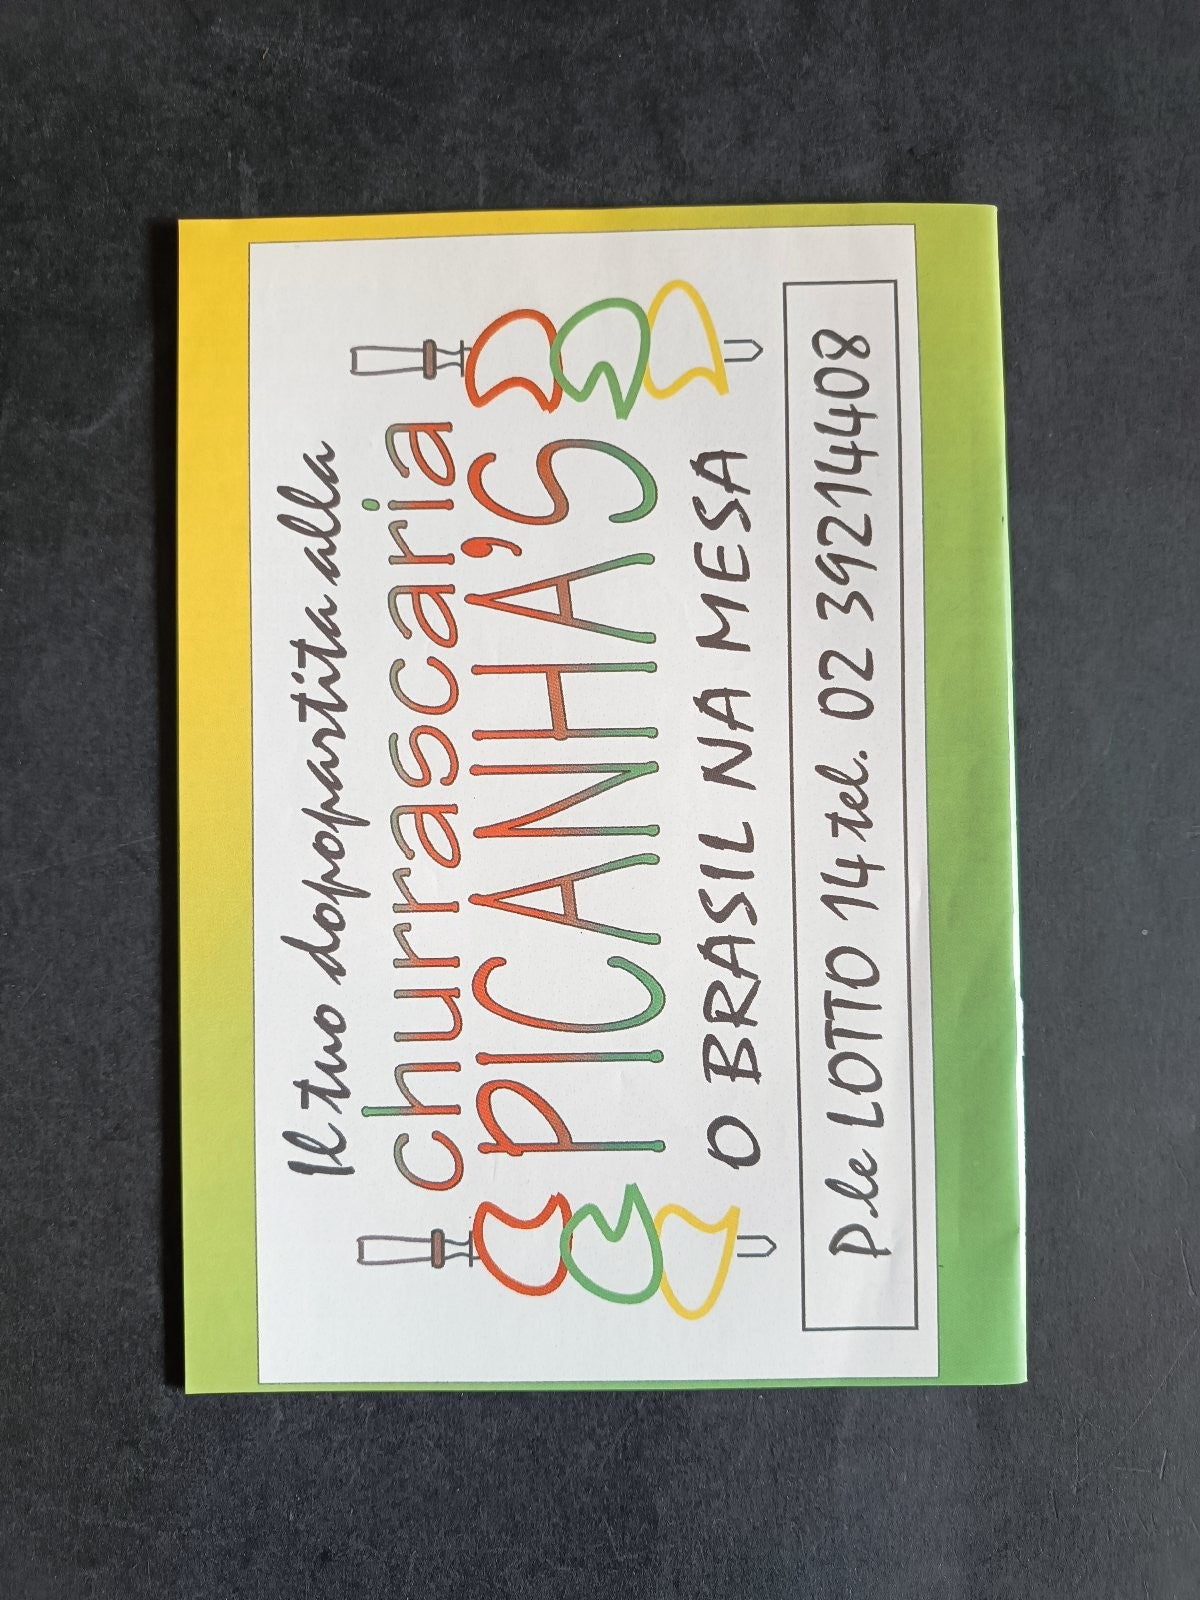 Il tuo dopopartita alla
churrascaria
PICANHA'S
O BRASIL NA MESA
P.le LOTTO 14 tel. 02 39214408